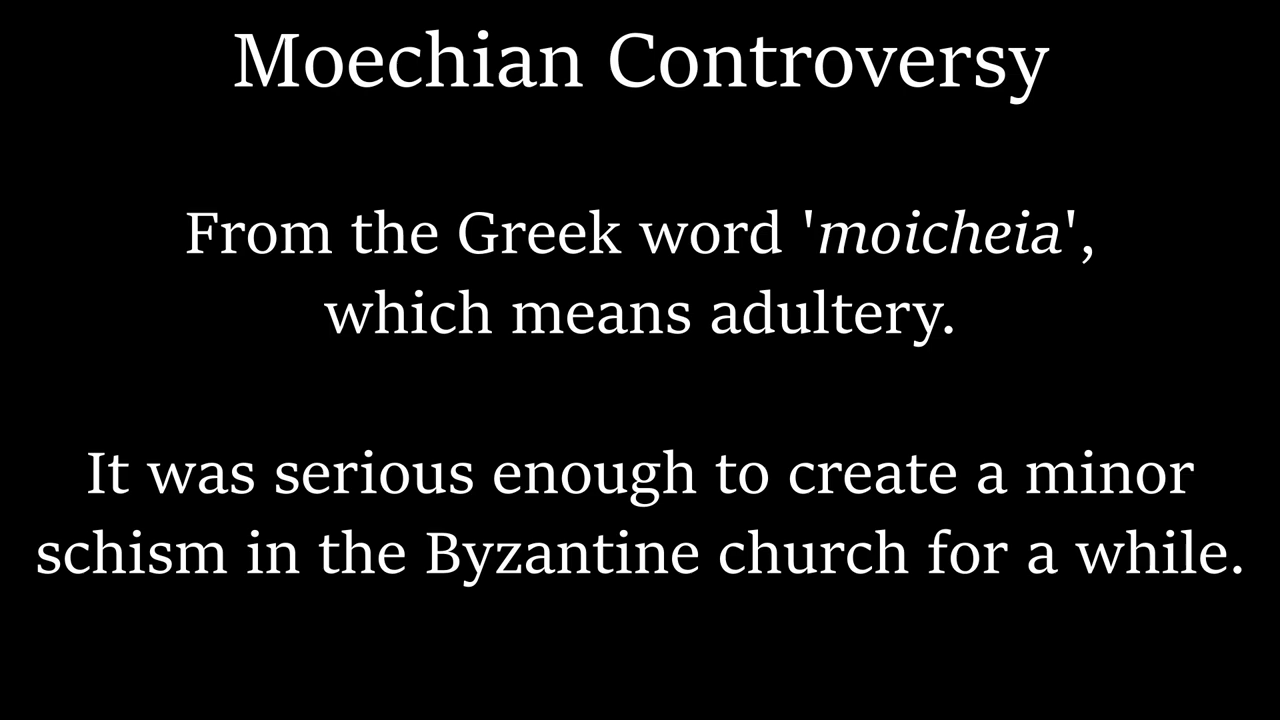 Moechian Controversy
From the Greek word 'moicheia',
which means adultery.
It was serious enough to create a minor
schism in the Byzantine church for a while.